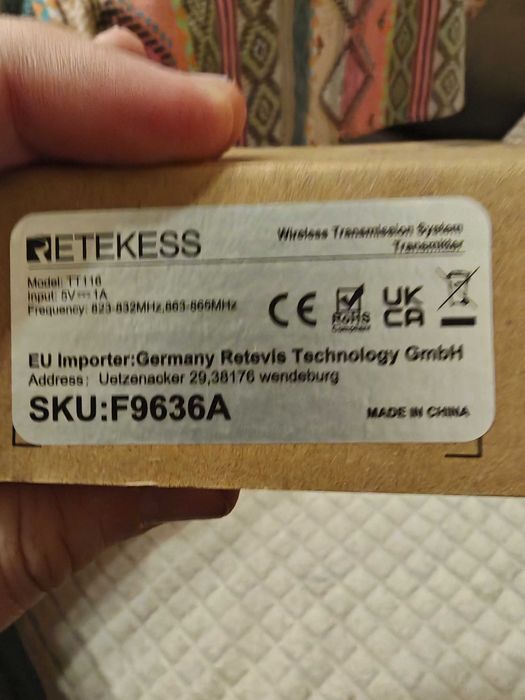 RETEKESS
Wireless Transmission System
Transmitter
Model: TT116
Input: 5V⎓1A
Frequency: 823-832MHz,863-865MHz
CE
RoHS
Compliant
UK
CA
EU Importer:Germany Retevis Technology GmbH
Address: Uetzenacker 29,38176 wendeburg
SKU:F9636A
MADE IN CHINA